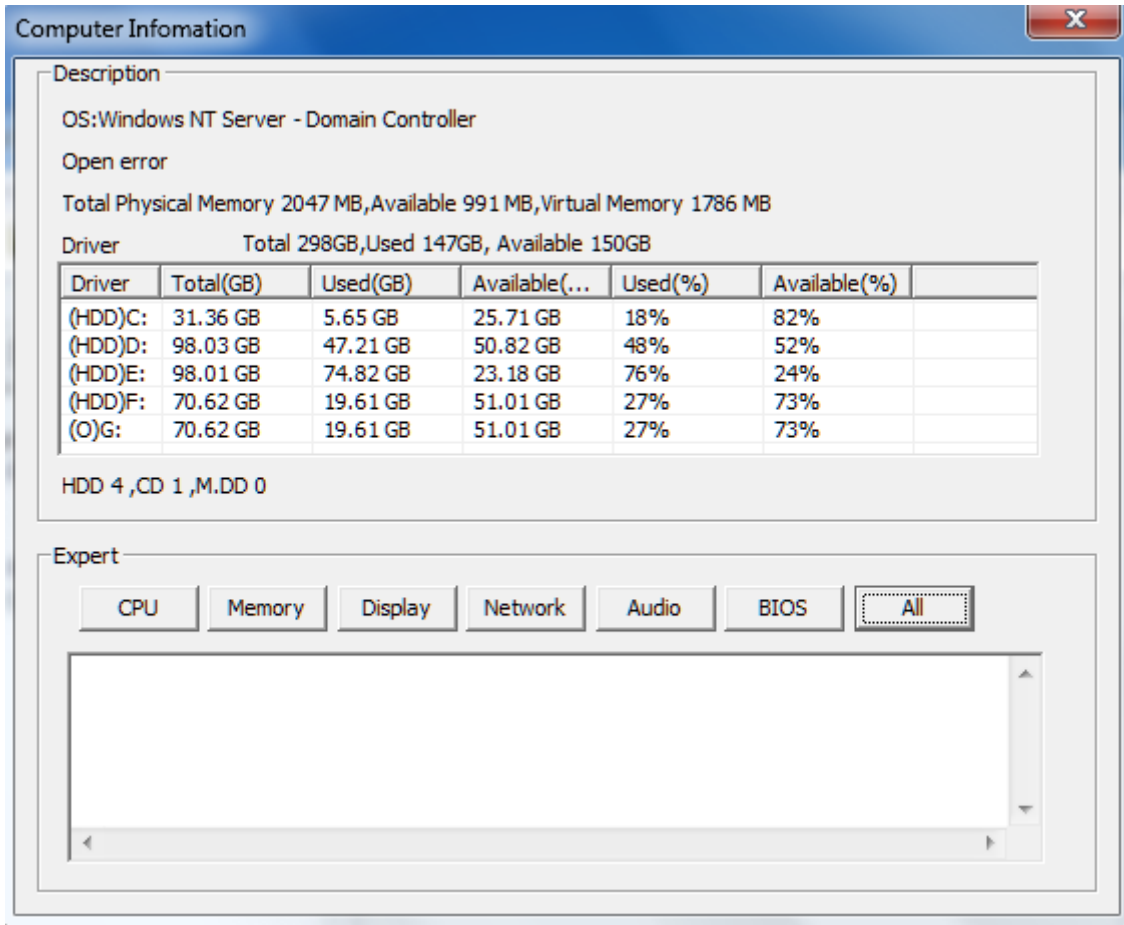 Computer Infomation
Description
OS:Windows NT Server - Domain Controller
Open error
Total Physical Memory 2047 MB,Available 991 MB,Virtual Memory 1786 MB
Driver Total 298GB,Used 147GB, Available 150GB
Driver Total(GB) Used(GB) Available(... Used(%) Available(%)
(HDD)C: 31.36 GB 5.65 GB 25.71 GB 18% 82%
(HDD)D: 98.03 GB 47.21 GB 50.82 GB 48% 52%
(HDD)E: 98.01 GB 74.82 GB 23.18 GB 76% 24%
(HDD)F: 70.62 GB 19.61 GB 51.01 GB 27% 73%
(O)G: 70.62 GB 19.61 GB 51.01 GB 27% 73%
HDD 4 ,CD 1 ,M.DD 0
Expert
CPU Memory Display Network Audio BIOS All